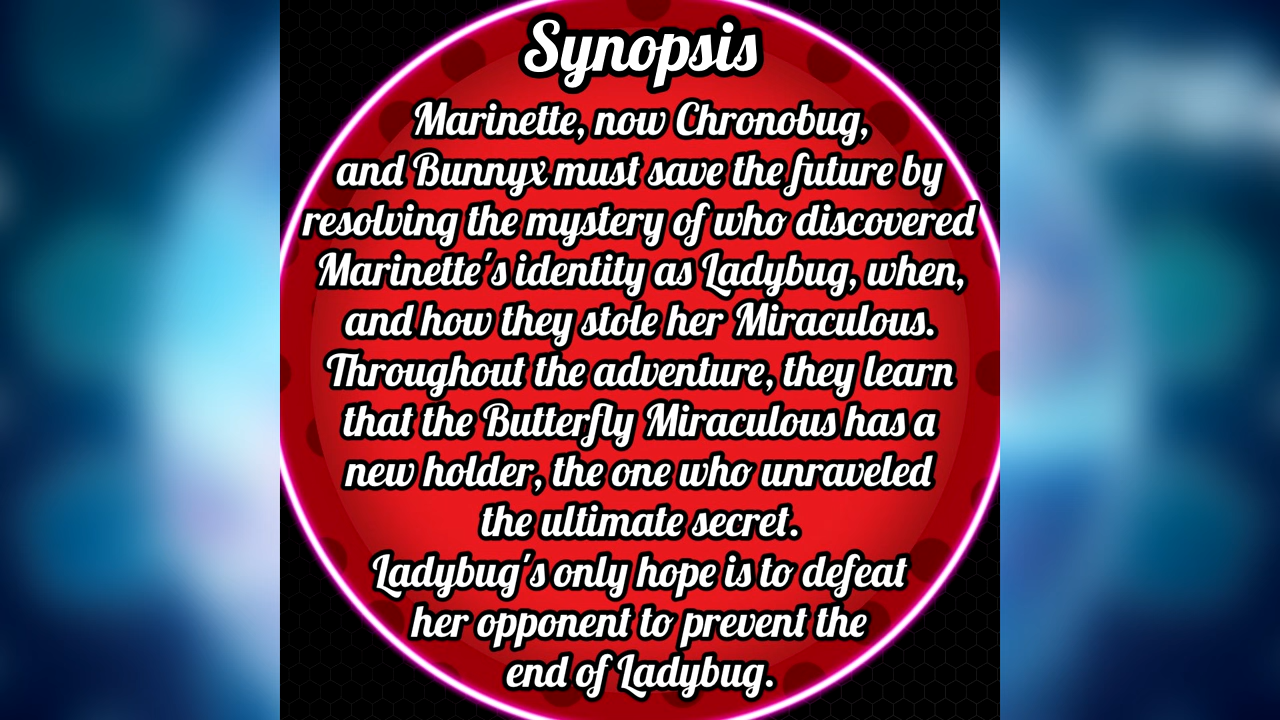 Synopsis
Marinette, now Chronobug,
and Bunnyx must save the future by
resolving the mystery of who discovered
Marinette's identity as Ladybug, when,
and how they stole her Miraculous.
Throughout the adventure, they learn
that the Butterfly Miraculous has a
new holder, the one who unraveled
the ultimate secret.
Ladybug's only hope is to defeat
her opponent to prevent the
end of Ladybug.